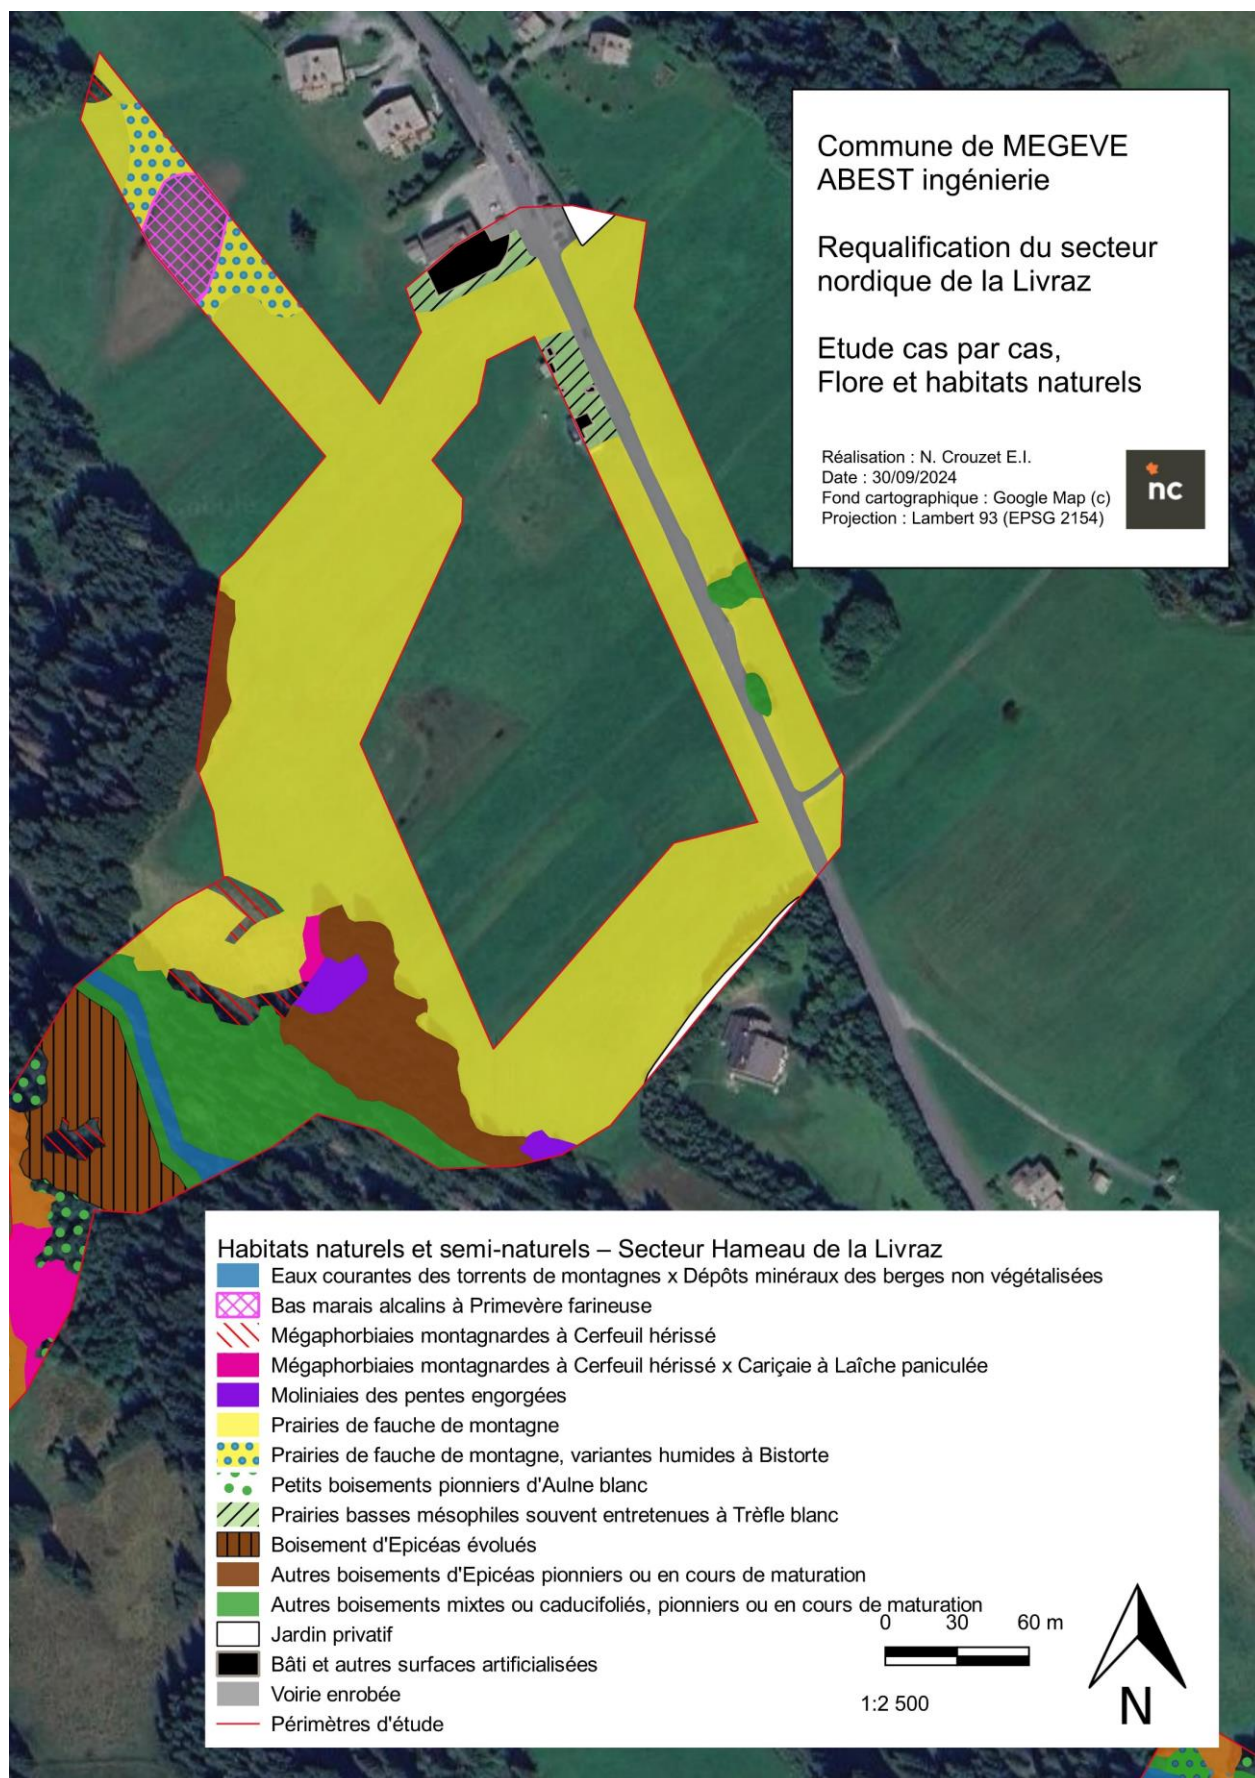 Commune de MEGEVE
ABEST ingénierie
Requalification du secteur
nordique de la Livraz
Etude cas par cas,
Flore et habitats naturels
Réalisation : N. Crouzet E.I.
Date : 30/09/2024
Fond cartographique : Google Map (c)
Projection : Lambert 93 (EPSG 2154)
nc
Habitats naturels et semi-naturels – Secteur Hameau de la Livraz
Eaux courantes des torrents de montagnes x Dépôts minéraux des berges non végétalisées
Bas marais alcalins à Primevère farineuse
Mégaphorbiaies montagnardes à Cerfeuil hérissé
Mégaphorbiaies montagnardes à Cerfeuil hérissé x Cariçaie à Laîche paniculée
Moliniaies des pentes engorgées
Prairies de fauche de montagne
Prairies de fauche de montagne, variantes humides à Bistorte
Petits boisements pionniers d'Aulne blanc
Prairies basses mésophiles souvent entretenues à Trèfle blanc
Boisement d'Epicéas évolués
Autres boisements d'Epicéas pionniers ou en cours de maturation
Autres boisements mixtes ou caducifoliés, pionniers ou en cours de maturation
Jardin privatif
Bâti et autres surfaces artificialisées
Voirie enrobée
Périmètres d'étude
0 30 60 m
1:2 500
N